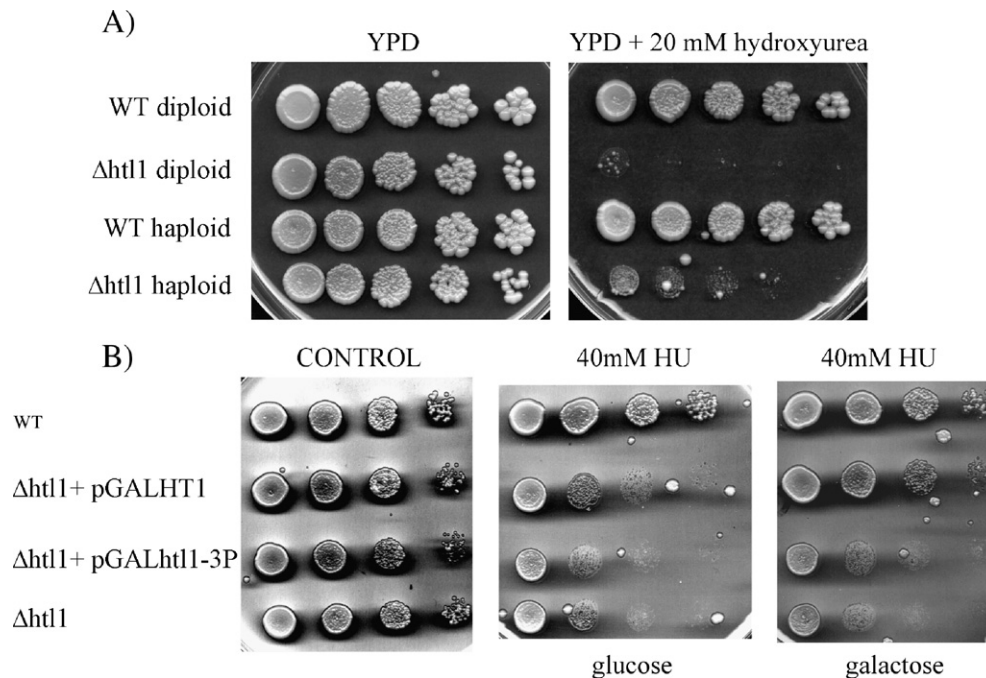 A)
YPD
YPD + 20 mM hydroxyurea
WT diploid
Δhtl1 diploid
WT haploid
Δhtl1 haploid
B)
CONTROL
40mM HU
40mM HU
WT
Δhtl1+ pGALHT1
Δhtl1+ pGALhtl1-3P
Δhtl1
glucose
galactose